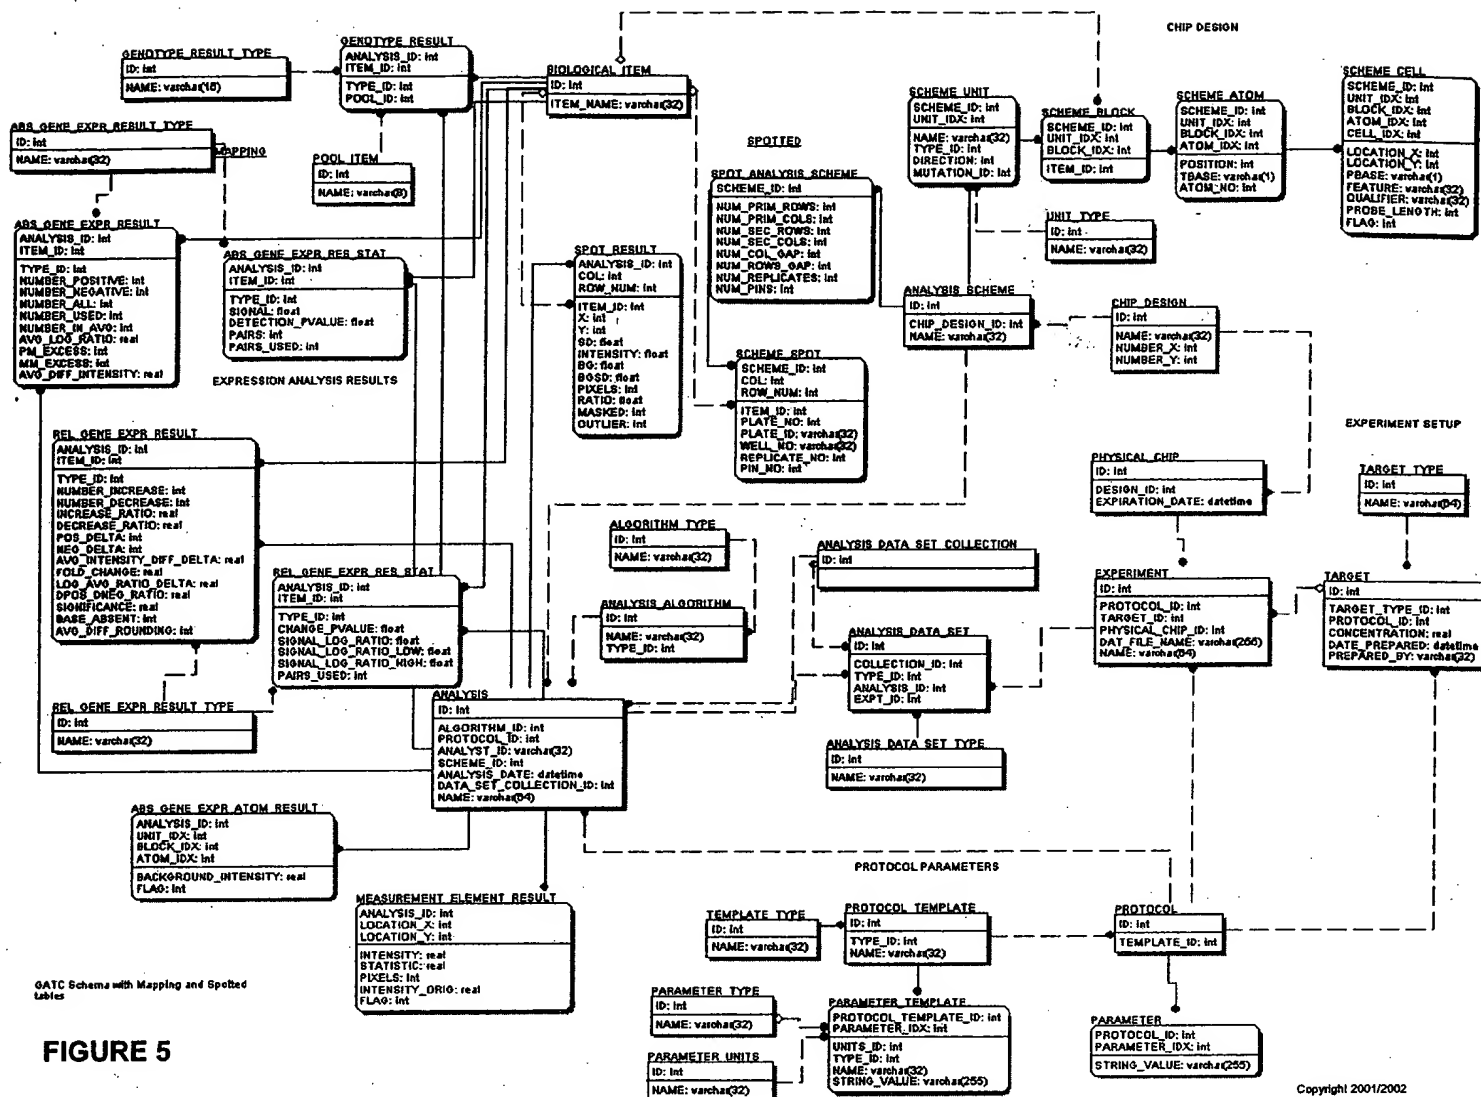 CHIP DESIGN
GENOTYPE_RESULT_TYPE
ID: int
NAME: varchar(16)
GENOTYPE_RESULT
ANALYSIS_ID: int
ITEM_ID: int
TYPE_ID: int
POOL_ID: int
BIOLOGICAL_ITEM
ID: int
ITEM_NAME: varchar(32)
SCHEME_UNIT
SCHEME_ID: int
UNIT_IDX: int
NAME: varchar(32)
TYPE_ID: int
DIRECTION: int
MUTATION_ID: int
SCHEME_BLOCK
SCHEME_ID: int
UNIT_IDX: int
BLOCK_IDX: int
ITEM_ID: int
SCHEME_ATOM
SCHEME_ID: int
UNIT_IDX: int
BLOCK_IDX: int
ATOM_IDX: int
POSITION: int
TBASE: varchar(1)
ATOM_NO: int
SCHEME_CELL
SCHEME_ID: int
UNIT_IDX: int
BLOCK_IDX: int
ATOM_IDX: int
CELL_IDX: int
LOCATION_X: int
LOCATION_Y: int
PBASE: varchar(1)
FEATURE: varchar(32)
QUALIFIER: varchar(32)
PROBE_LENGTH: int
FLAG: int
ABS_GENE_EXPR_RESULT_TYPE
ID: int
NAME: varchar(32)
MAPPING
POOL_ITEM
ID: int
NAME: varchar(8)
SPOTTED
SPOT_ANALYSIS_SCHEME
SCHEME_ID: int
NUM_PRIM_ROWS: int
NUM_PRIM_COLS: int
NUM_SEC_ROWS: int
NUM_SEC_COLS: int
NUM_COL_GAP: int
NUM_ROWS_GAP: int
NUM_REPLICATES: int
NUM_PINS: int
UNIT_TYPE
ID: int
NAME: varchar(32)
ABS_GENE_EXPR_RESULT
ANALYSIS_ID: int
ITEM_ID: int
TYPE_ID: int
NUMBER_POSITIVE: int
NUMBER_NEGATIVE: int
NUMBER_ALL: int
NUMBER_USED: int
NUMBER_IN_AVG: int
AVG_LOG_RATIO: real
PM_EXCESS: int
MM_EXCESS: int
AVG_DIFF_INTENSITY: real
ABS_GENE_EXPR_RES_STAT
ANALYSIS_ID: int
ITEM_ID: int
TYPE_ID: int
SIGNAL: float
DETECTION_PVALUE: float
PAIRS: int
PAIRS_USED: int
EXPRESSION ANALYSIS RESULTS
SPOT_RESULT
ANALYSIS_ID: int
COL: int
ROW_NUM: int
ITEM_ID: int
X: int
Y: int
SD: float
INTENSITY: float
BG: float
BGSD: float
PIXELS: int
RATIO: float
MASKED: int
OUTLIER: int
ANALYSIS_SCHEME
ID: int
CHIP_DESIGN_ID: int
NAME: varchar(32)
CHIP_DESIGN
ID: int
NAME: varchar(32)
NUMBER_X: int
NUMBER_Y: int
SCHEME_SPOT
SCHEME_ID: int
COL: int
ROW_NUM: int
ITEM_ID: int
PLATE_NO: int
PLATE_ID: varchar(32)
WELL_NO: varchar(32)
REPLICATE_NO: int
PIN_NO: int
EXPERIMENT SETUP
REL_GENE_EXPR_RESULT
ANALYSIS_ID: int
ITEM_ID: int
TYPE_ID: int
NUMBER_INCREASE: int
NUMBER_DECREASE: int
INCREASE_RATIO: real
DECREASE_RATIO: real
POS_DELTA: int
NEG_DELTA: int
AVG_INTENSITY_DIFF_DELTA: real
FOLD_CHANGE: real
LOG_AVG_RATIO_DELTA: real
DPOS_DNEG_RATIO: real
SIGNIFICANCE: real
BASE_ABSENT: int
AVG_DIFF_ROUNDING: int
PHYSICAL_CHIP
ID: int
DESIGN_ID: int
EXPIRATION_DATE: datetime
TARGET_TYPE
ID: int
NAME: varchar(64)
ALGORITHM_TYPE
ID: int
NAME: varchar(32)
ANALYSIS_DATA_SET_COLLECTION
ID: int
REL_GENE_EXPR_RES_STAT
ANALYSIS_ID: int
ITEM_ID: int
TYPE_ID: int
CHANGE_PVALUE: float
SIGNAL_LOG_RATIO: float
SIGNAL_LOG_RATIO_LOW: float
SIGNAL_LOG_RATIO_HIGH: float
PAIRS_USED: int
ANALYSIS_ALGORITHM
ID: int
NAME: varchar(32)
TYPE_ID: int
ANALYSIS_DATA_SET
ID: int
COLLECTION_ID: int
TYPE_ID: int
ANALYSIS_ID: int
EXPT_ID: int
EXPERIMENT
ID: int
PROTOCOL_ID: int
TARGET_ID: int
PHYSICAL_CHIP_ID: int
DAT_FILE_NAME: varchar(266)
NAME: varchar(64)
TARGET
ID: int
TARGET_TYPE_ID: int
PROTOCOL_ID: int
CONCENTRATION: real
DATE_PREPARED: datetime
PREPARED_BY: varchar(32)
REL_GENE_EXPR_RESULT_TYPE
ID: int
NAME: varchar(32)
ANALYSIS
ID: int
ALGORITHM_ID: int
PROTOCOL_ID: int
ANALYST_ID: varchar(32)
SCHEME_ID: int
ANALYSIS_DATE: datetime
DATA_SET_COLLECTION_ID: int
NAME: varchar(64)
ANALYSIS_DATA_SET_TYPE
ID: int
NAME: varchar(32)
ABS_GENE_EXPR_ATOM_RESULT
ANALYSIS_ID: int
UNIT_IDX: int
BLOCK_IDX: int
ATOM_IDX: int
BACKGROUND_INTENSITY: real
FLAG: int
PROTOCOL PARAMETERS
MEASUREMENT_ELEMENT_RESULT
ANALYSIS_ID: int
LOCATION_X: int
LOCATION_Y: int
INTENSITY: real
STATISTIC: real
PIXELS: int
INTENSITY_ORIG: real
FLAG: int
TEMPLATE_TYPE
ID: int
NAME: varchar(32)
PROTOCOL_TEMPLATE
ID: int
TYPE_ID: int
NAME: varchar(32)
PROTOCOL
ID: int
TEMPLATE_ID: int
GATC Schema with Mapping and Spotted
tables
PARAMETER_TYPE
ID: int
NAME: varchar(32)
PARAMETER_TEMPLATE
PROTOCOL_TEMPLATE_ID: int
PARAMETER_IDX: int
UNITS_ID: int
TYPE_ID: int
NAME: varchar(32)
STRING_VALUE: varchar(255)
PARAMETER
PROTOCOL_ID: int
PARAMETER_IDX: int
STRING_VALUE: varchar(255)
PARAMETER_UNITS
ID: int
NAME: varchar(32)
FIGURE 5
Copyright 2001/2002